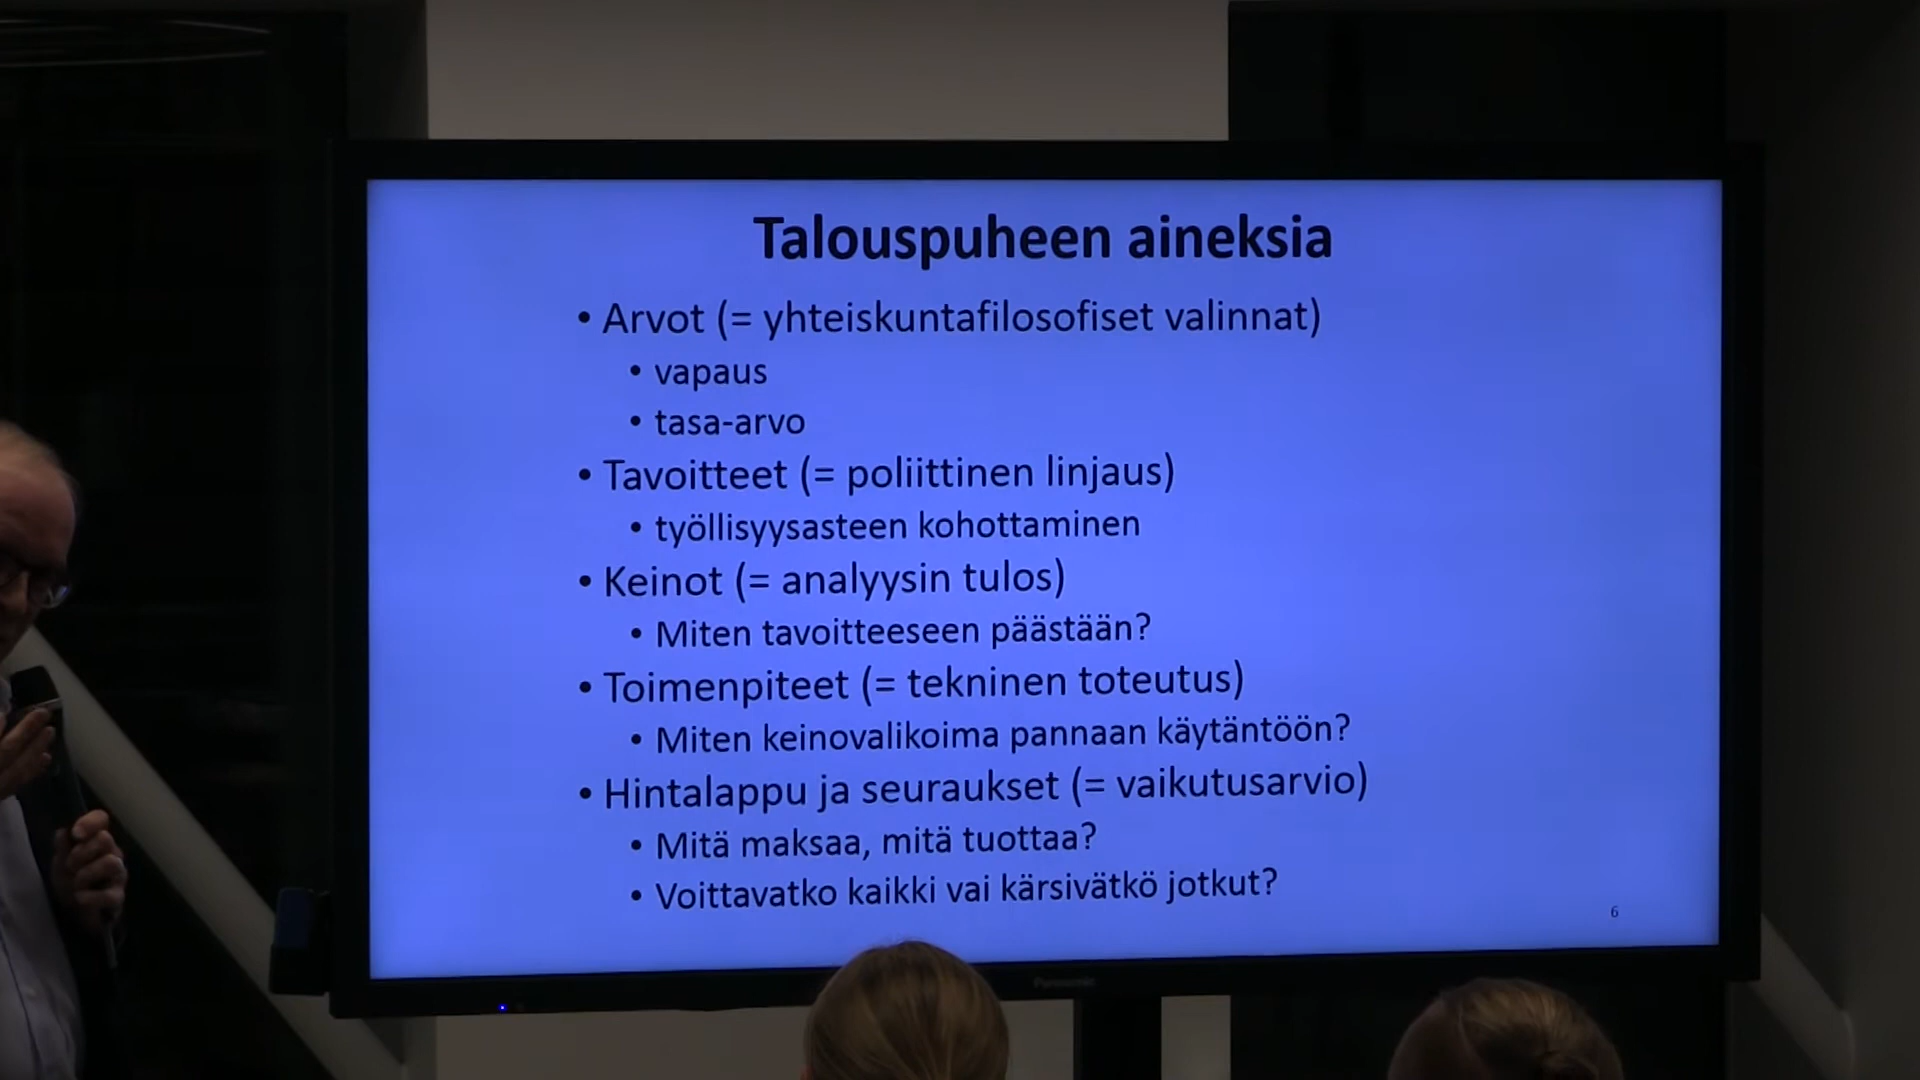 Talouspuheen aineksia
• Arvot (= yhteiskuntafilosofiset valinnat)
• vapaus
• tasa-arvo
• Tavoitteet (= poliittinen linjaus)
• työllisyysasteen kohottaminen
• Keinot (= analyysin tulos)
• Miten tavoitteeseen päästään?
• Toimenpiteet (= tekninen toteutus)
• Miten keinovalikoima pannaan käytäntöön?
• Hintalappu ja seuraukset (= vaikutusarvio)
• Mitä maksaa, mitä tuottaa?
• Voittavatko kaikki vai kärsivätkö jotkut?
6
Panasonic